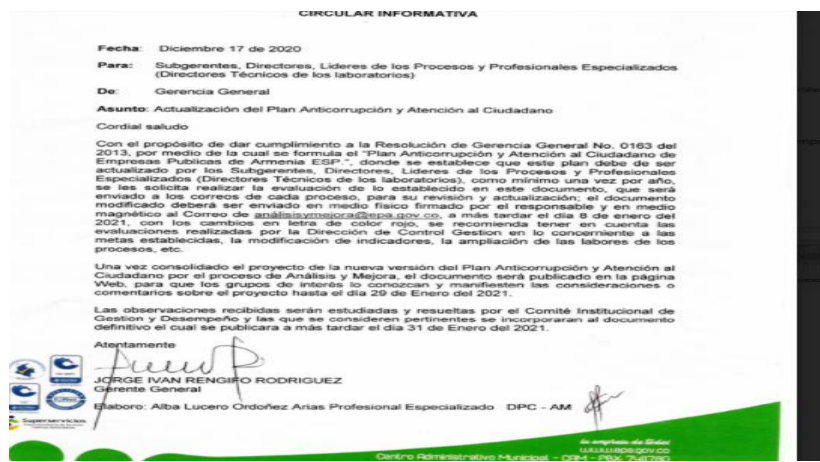 CIRCULAR INFORMATIVA
Fecha: Diciembre 17 de 2020
Para: Subgerentes, Directores, Lideres de los Procesos y Profesionales Especializados
(Directores Técnicos de los laboratorios)
De: Gerencia General
Asunto: Actualización del Plan Anticorrupción y Atención al Ciudadano
Cordial saludo
Con el propósito de dar cumplimiento a la Resolución de Gerencia General No. 0163 del
2013, por medio de la cual se formula el "Plan Anticorrupción y Atención al Ciudadano de
Empresas Publicas de Armenia ESP.", donde se establece que este plan debe de ser
actualizado por los Subgerentes, Directores, Lideres de los Procesos y Profesionales
Especializados (Directores Técnicos de los laboratorios), como mínimo una vez por año,
se les solicita realizar la evaluación de lo establecido en este documento, que será
enviado a los correos de cada proceso, para su revisión y actualización; el documento
modificado deberá ser enviado en medio físico firmado por el responsable y en medio
magnético al Correo de análisisymejora@epa.gov.co, a más tardar el día 8 de enero del
2021, con los cambios en letra de color rojo, se recomienda tener en cuenta las
evaluaciones realizadas por la Dirección de Control Gestion en lo concerniente a las
metas establecidas, la modificación de indicadores, la ampliación de las labores de los
procesos, etc.
Una vez consolidado el proyecto de la nueva versión del Plan Anticorrupción y Atención al
Ciudadano por el proceso de Análisis y Mejora, el documento será publicado en la página
Web, para que los grupos de interés lo conozcan y manifiesten las consideraciones o
comentarios sobre el proyecto hasta el día 29 de Enero del 2021.
Las observaciones recibidas serán estudiadas y resueltas por el Comité Institucional de
Gestion y Desempeño y las que se consideren pertinentes se incorporaran al documento
definitivo el cual se publicara a más tardar el día 31 de Enero del 2021.
Atentamente
JORGE IVAN RENGIFO RODRIGUEZ
Gerente General
Elaboro: Alba Lucero Ordoñez Arias Profesional Especializado DPC - AM
Superservicios
la empresa de todos
www.epa.gov.co
Centro Administrativo Municipal - CAM - PBX 7411780